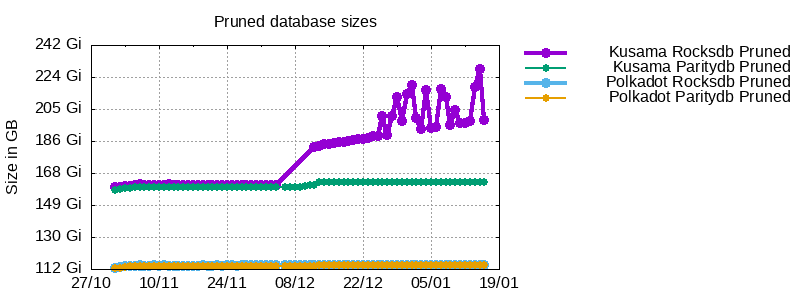 Pruned database sizes
Size in GB
242 Gi
224 Gi
205 Gi
186 Gi
168 Gi
149 Gi
130 Gi
112 Gi
27/10 10/11 24/11 08/12 22/12 05/01 19/01
Kusama Rocksdb Pruned
Kusama Paritydb Pruned
Polkadot Rocksdb Pruned
Polkadot Paritydb Pruned